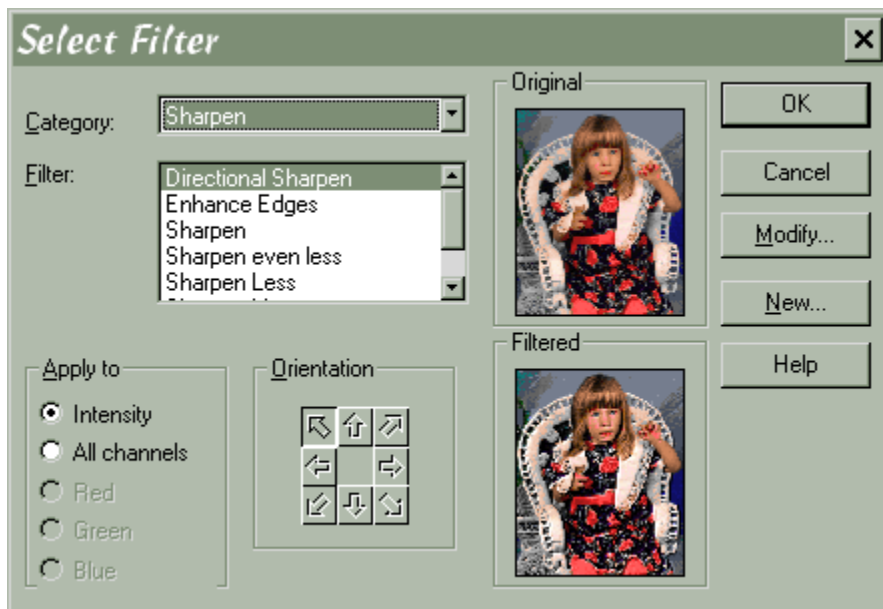 Select Filter
Category:
Sharpen
Filter:
Directional Sharpen
Enhance Edges
Sharpen
Sharpen even less
Sharpen Less
Apply to
Intensity
All channels
Red
Green
Blue
Orientation
Original
Filtered
OK
Cancel
Modify...
New...
Help